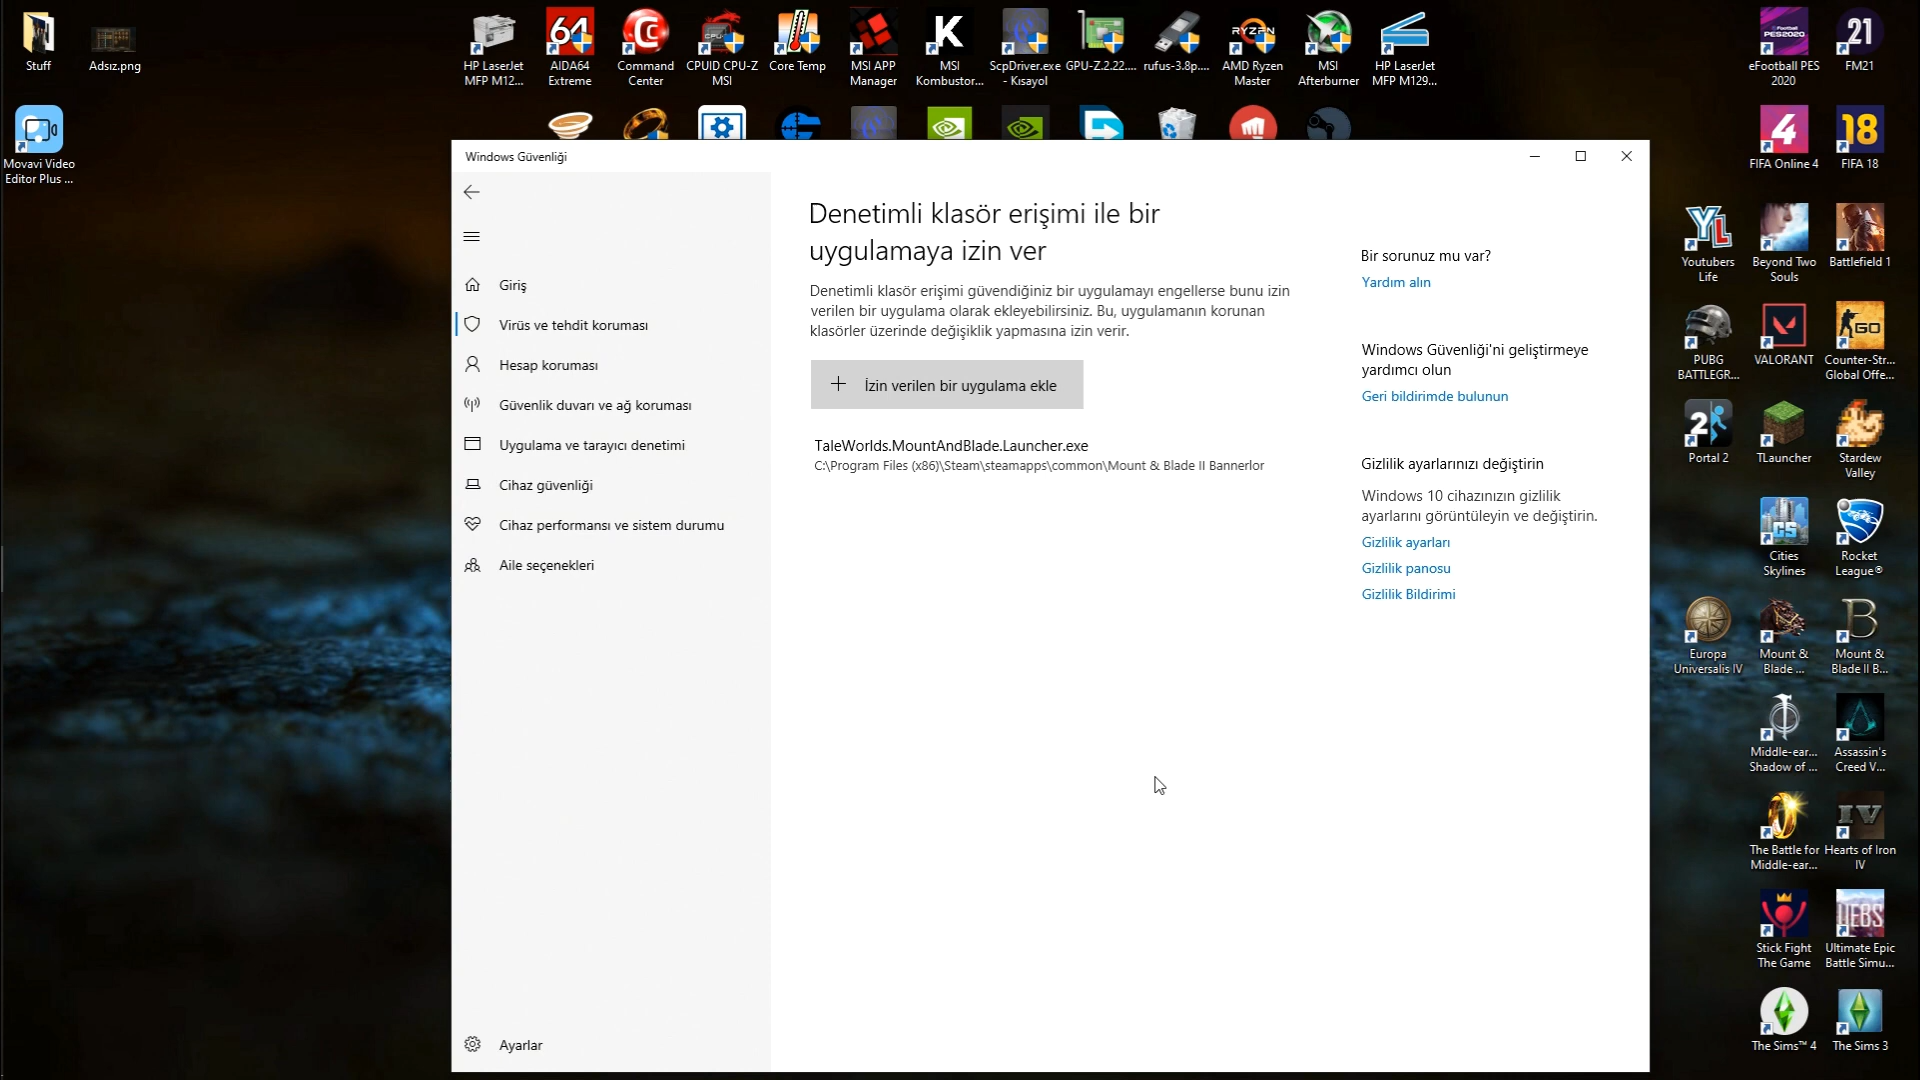 Stuff
Adsız.png
HP LaserJet
MFP M12...
AIDA64
Extreme
Command
Center
CPUID CPU-Z
MSI
Core Temp
MSI APP
Manager
MSI
Kombustor...
ScpDriver.exe
- Kısayol
GPU-Z.2.22....
rufus-3.8p....
AMD Ryzen
Master
MSI
Afterburner
HP LaserJet
MFP M129...
eFootball PES
2020
FM21
Movavi Video
Editor Plus ...
FIFA Online 4
FIFA 18
Youtubers
Life
Beyond Two
Souls
Battlefield 1
PUBG
BATTLEGR...
VALORANT
Counter-Str...
Global Offe...
Portal 2
TLauncher
Stardew
Valley
Cities
Skylines
Rocket
League®
Europa
Universalis IV
Mount &
Blade ...
Mount &
Blade II B...
Middle-ear...
Shadow of ...
Assassin's
Creed V...
The Battle for
Middle-ear...
Hearts of Iron
IV
Stick Fight
The Game
Ultimate Epic
Battle Simu...
The Sims™ 4
The Sims 3
Windows Güvenliği
Giriş
Virüs ve tehdit koruması
Hesap koruması
Güvenlik duvarı ve ağ koruması
Uygulama ve tarayıcı denetimi
Cihaz güvenliği
Cihaz performansı ve sistem durumu
Aile seçenekleri
Ayarlar
Denetimli klasör erişimi ile bir
uygulamaya izin ver
Denetimli klasör erişimi güvendiğiniz bir uygulamayı engellerse bunu izin
verilen bir uygulama olarak ekleyebilirsiniz. Bu, uygulamanın korunan
klasörler üzerinde değişiklik yapmasına izin verir.
İzin verilen bir uygulama ekle
TaleWorlds.MountAndBlade.Launcher.exe
C:\Program Files (x86)\Steam\steamapps\common\Mount & Blade II Bannerlor
Bir sorunuz mu var?
Yardım alın
Windows Güvenliği'ni geliştirmeye
yardımcı olun
Geri bildirimde bulunun
Gizlilik ayarlarınızı değiştirin
Windows 10 cihazınızın gizlilik
ayarlarını görüntüleyin ve değiştirin.
Gizlilik ayarları
Gizlilik panosu
Gizlilik Bildirimi